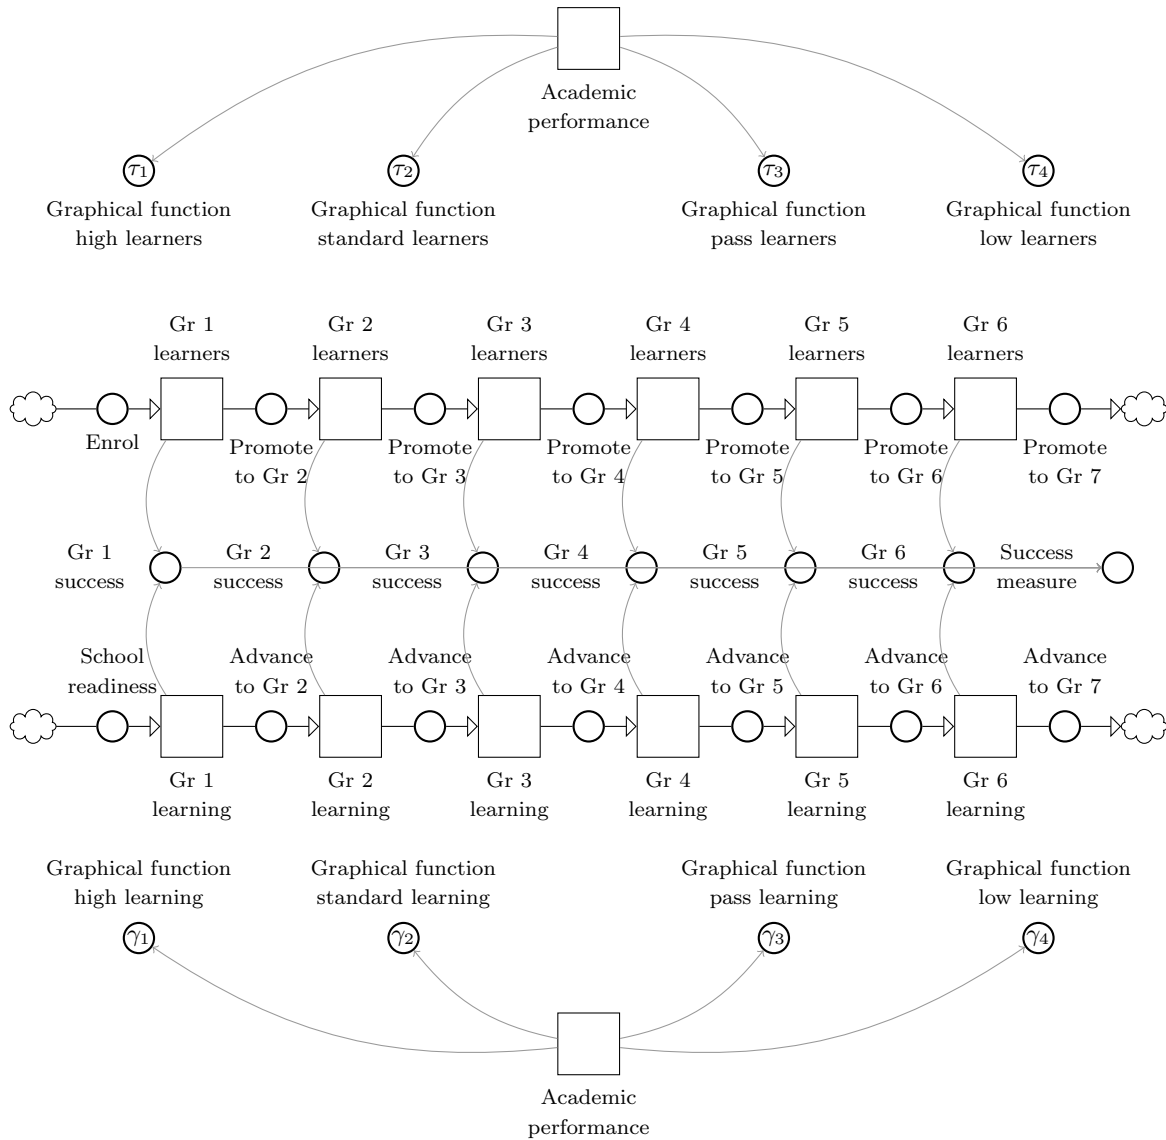 Academic
performance
τ1 τ2 τ3 τ4
Graphical function Graphical function Graphical function Graphical function
high learners standard learners pass learners low learners
Gr 1 Gr 2 Gr 3 Gr 4 Gr 5 Gr 6
learners learners learners learners learners learners
Enrol Promote Promote Promote Promote Promote Promote
to Gr 2 to Gr 3 to Gr 4 to Gr 5 to Gr 6 to Gr 7
Gr 1 Gr 2 Gr 3 Gr 4 Gr 5 Gr 6 Success
success success success success success success measure
School Advance Advance Advance Advance Advance Advance
readiness to Gr 2 to Gr 3 to Gr 4 to Gr 5 to Gr 6 to Gr 7
Gr 1 Gr 2 Gr 3 Gr 4 Gr 5 Gr 6
learning learning learning learning learning learning
Graphical function Graphical function Graphical function Graphical function
high learning standard learning pass learning low learning
γ1 γ2 γ3 γ4
Academic
performance